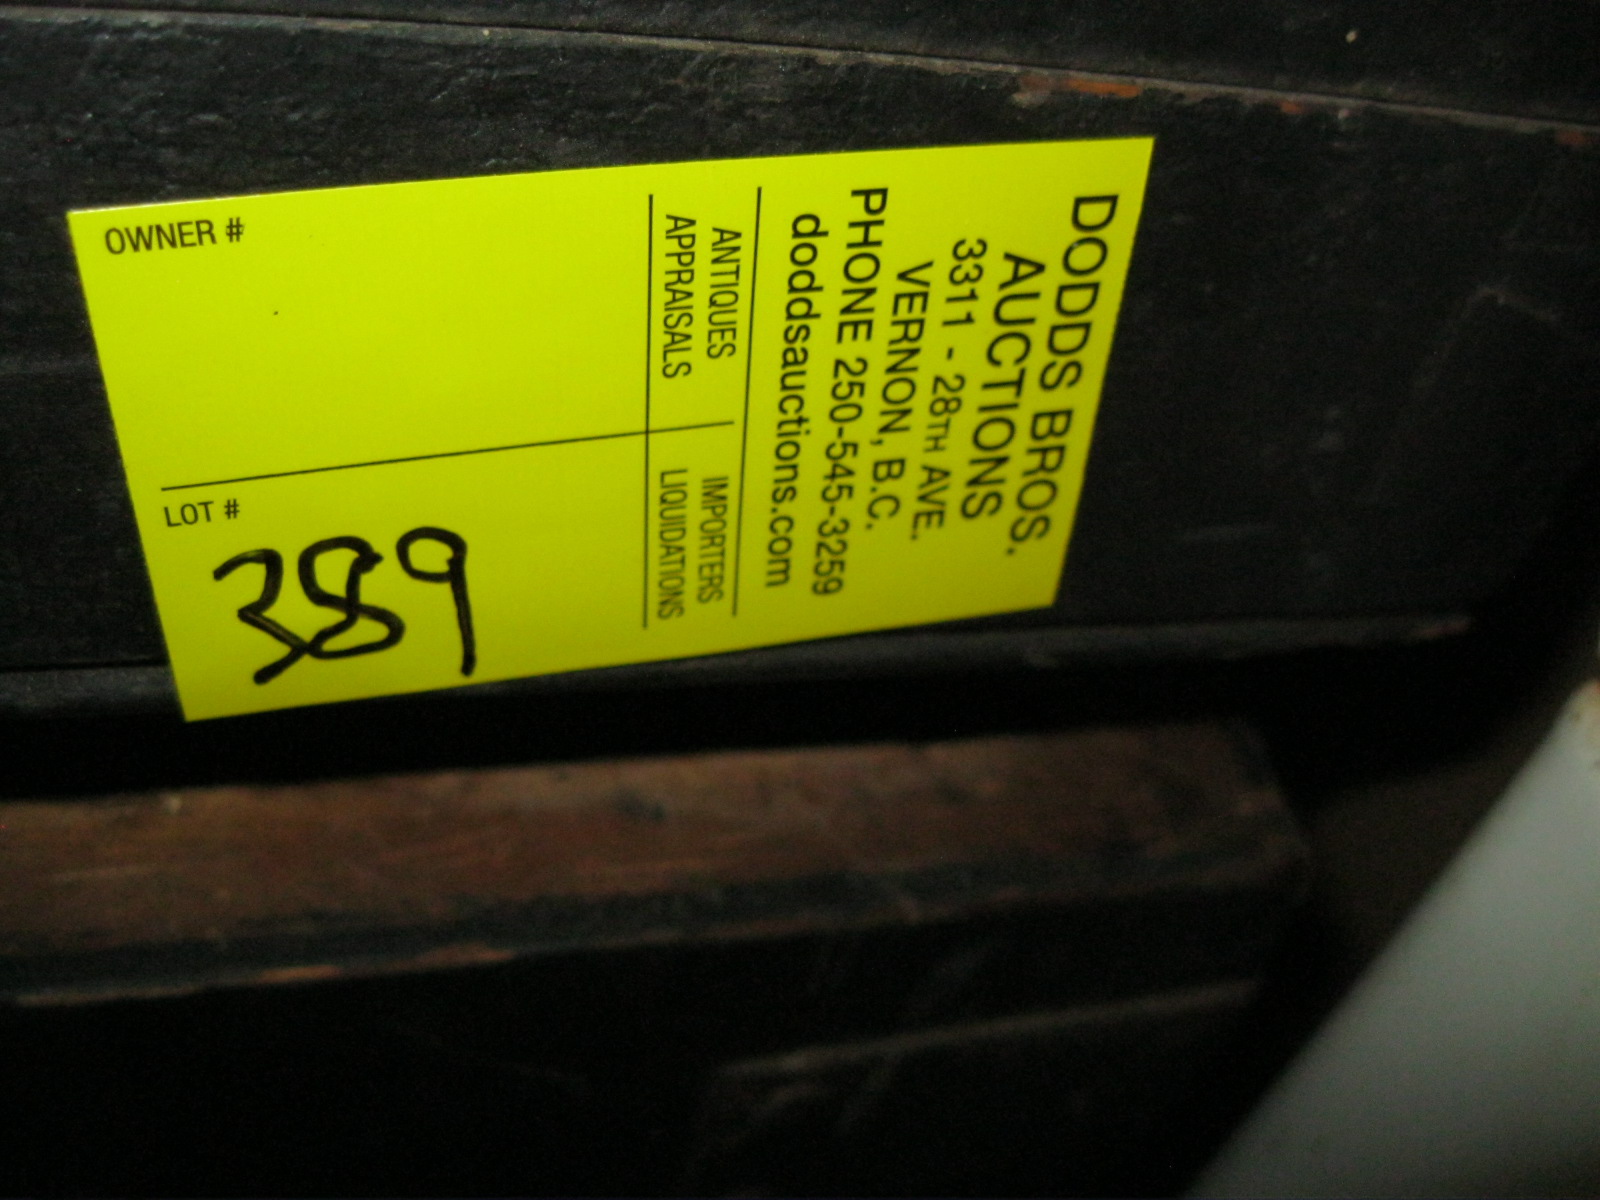 DODDS BROS.
AUCTIONS
3311 - 28TH AVE.
VERNON, B.C.
PHONE 250-545-3259
doddsauctions.com
ANTIQUES
APPRAISALS
IMPORTERS
LIQUIDATIONS
OWNER #
LOT #
389